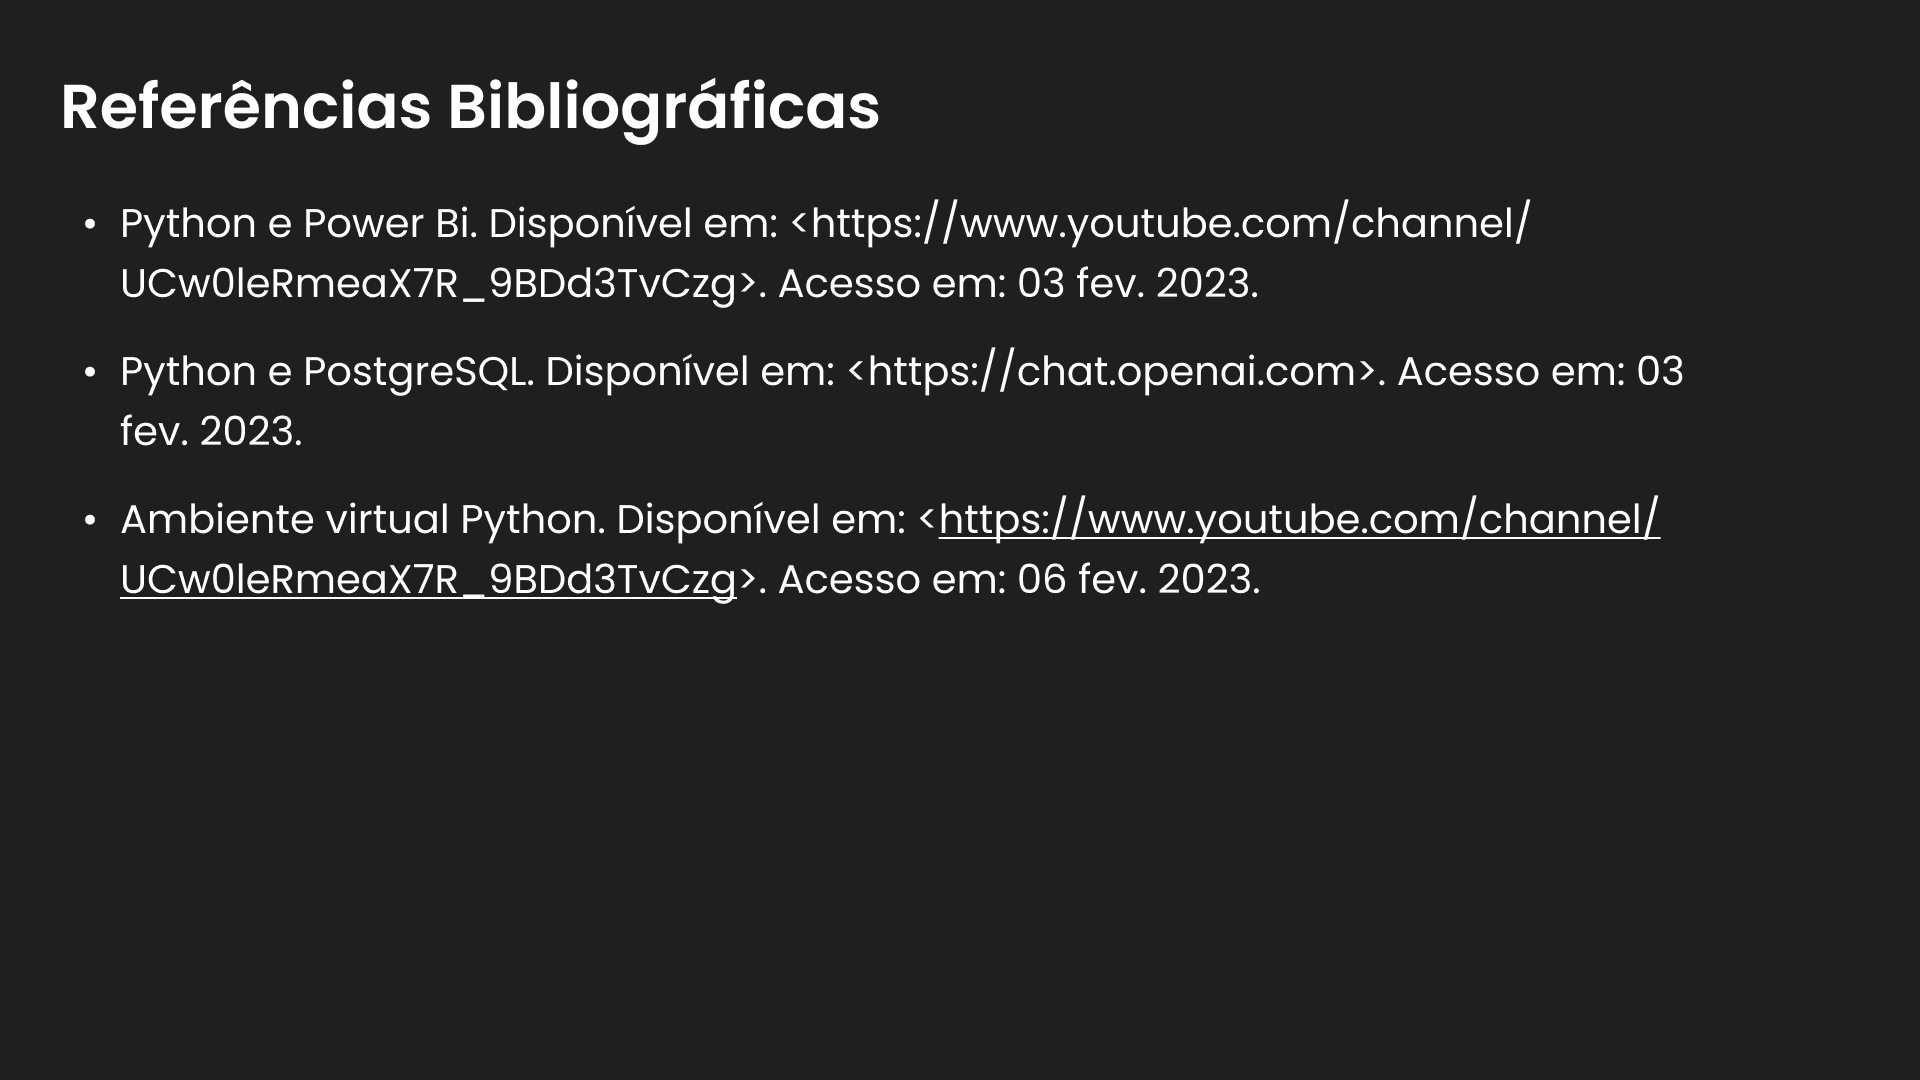 Referências Bibliográficas
• Python e Power Bi. Disponível em: <https://www.youtube.com/channel/
UCw0leRmeaX7R_9BDd3TvCzg>. Acesso em: 03 fev. 2023.
• Python e PostgreSQL. Disponível em: <https://chat.openai.com>. Acesso em: 03
fev. 2023.
• Ambiente virtual Python. Disponível em: <https://www.youtube.com/channel/
UCw0leRmeaX7R_9BDd3TvCzg>. Acesso em: 06 fev. 2023.